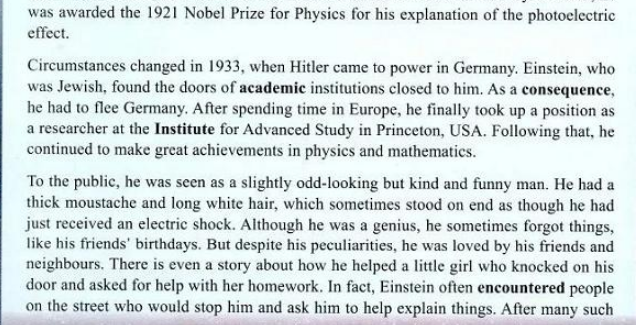 was awarded the 1921 Nobel Prize for Physics for his explanation of the photoelectric
effect.
Circumstances changed in 1933, when Hitler came to power in Germany. Einstein, who
was Jewish, found the doors of academic institutions closed to him. As a consequence,
he had to flee Germany. After spending time in Europe, he finally took up a position as
a researcher at the Institute for Advanced Study in Princeton, USA. Following that, he
continued to make great achievements in physics and mathematics.
To the public, he was seen as a slightly odd-looking but kind and funny man. He had a
thick moustache and long white hair, which sometimes stood on end as though he had
just received an electric shock. Although he was a genius, he sometimes forgot things,
like his friends' birthdays. But despite his peculiarities, he was loved by his friends and
neighbours. There is even a story about how he helped a little girl who knocked on his
door and asked for help with her homework. In fact, Einstein often encountered people
on the street who would stop him and ask him to help explain things. After many such